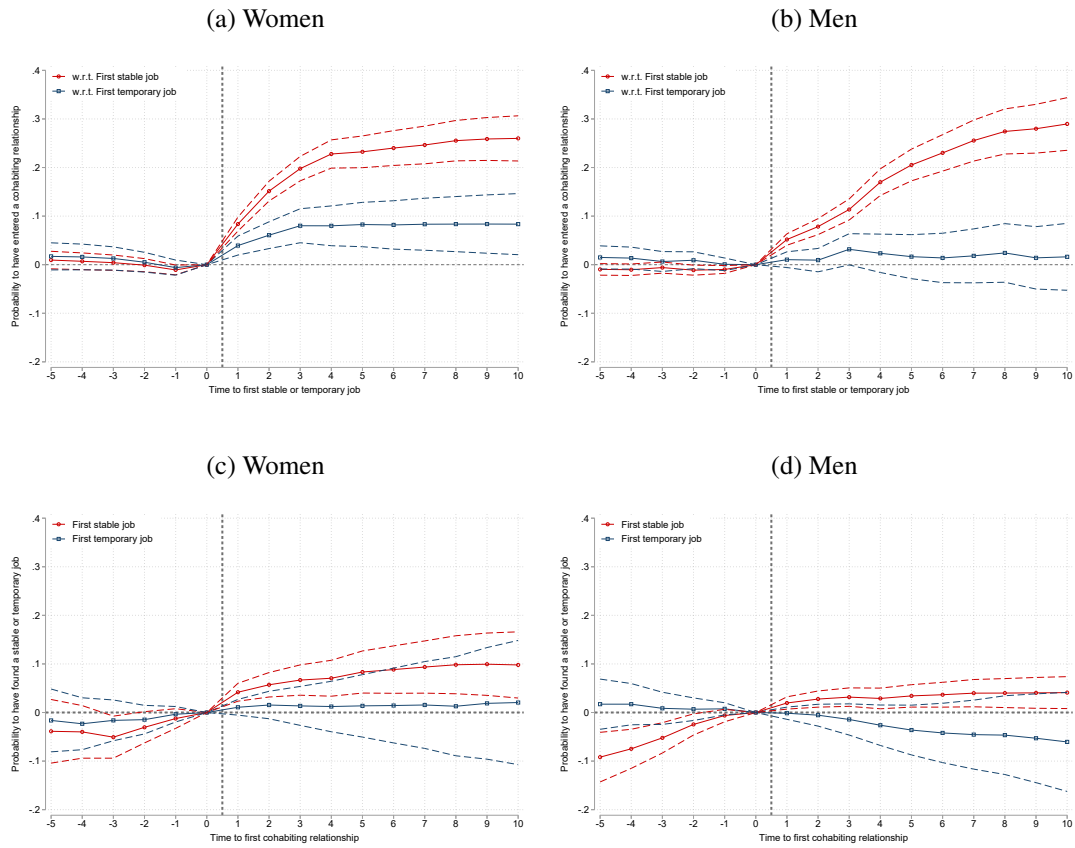 (a) Women
(b) Men
Probability to have entered a cohabiting relationship
.4
.3
.2
.1
0
-.1
-.2
w.r.t. First stable job
w.r.t. First temporary job
-5 -4 -3 -2 -1 0 1 2 3 4 5 6 7 8 9 10
Time to first stable or temporary job
Probability to have entered a cohabiting relationship
.4
.3
.2
.1
0
-.1
-.2
w.r.t. First stable job
w.r.t. First temporary job
-5 -4 -3 -2 -1 0 1 2 3 4 5 6 7 8 9 10
Time to first stable or temporary job
(c) Women
(d) Men
Probability to have found a stable or temporary job
.4
.3
.2
.1
0
-.1
-.2
First stable job
First temporary job
-5 -4 -3 -2 -1 0 1 2 3 4 5 6 7 8 9 10
Time to first cohabiting relationship
Probability to have found a stable or temporary job
.4
.3
.2
.1
0
-.1
-.2
First stable job
First temporary job
-5 -4 -3 -2 -1 0 1 2 3 4 5 6 7 8 9 10
Time to first cohabiting relationship